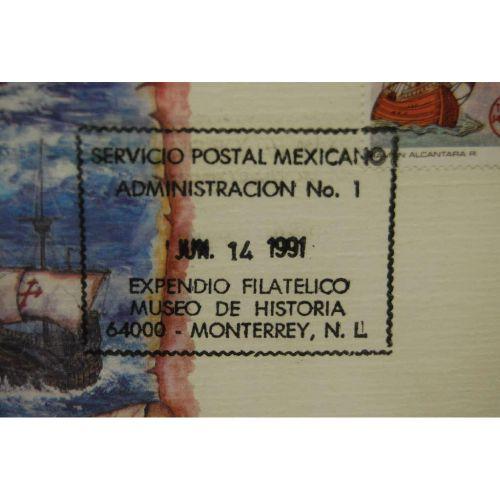 SERVICIO POSTAL MEXICANO
ALCANTARA R.
ADMINISTRACION No. 1
JUN. 14 1991
EXPENDIO FILATELICO
MUSEO DE HISTORIA
64000 - MONTERREY, N. L.